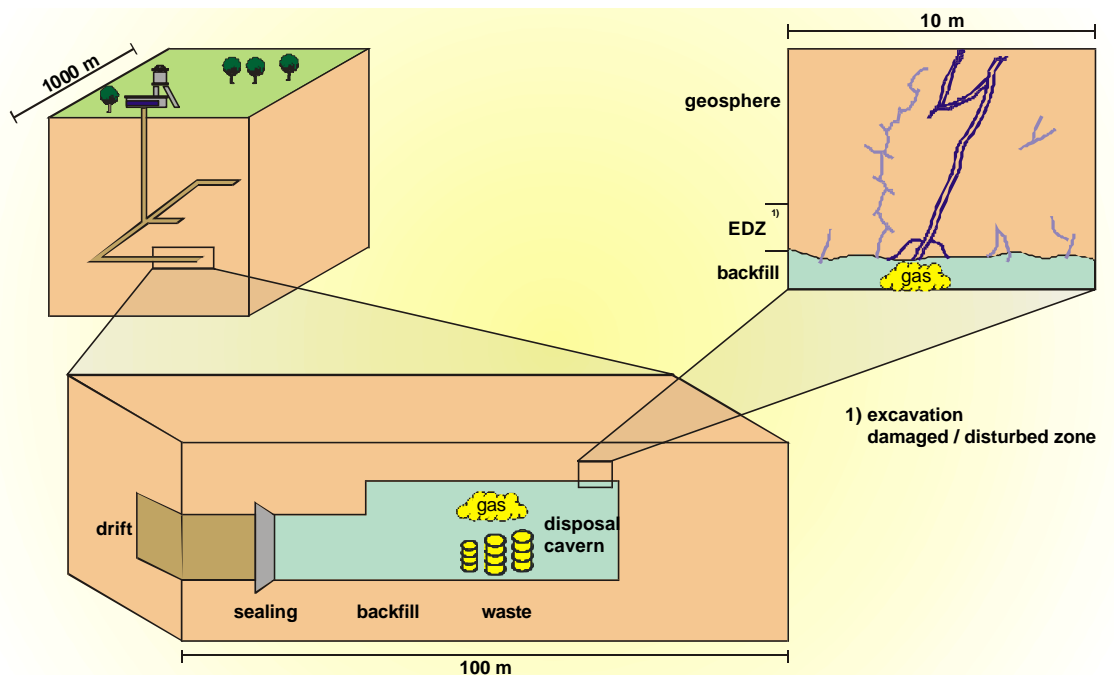 1000 m
10 m
geosphere
EDZ 1)
backfill
gas
1) excavation
damaged / disturbed zone
drift
gas
disposal
cavern
sealing
backfill
waste
100 m